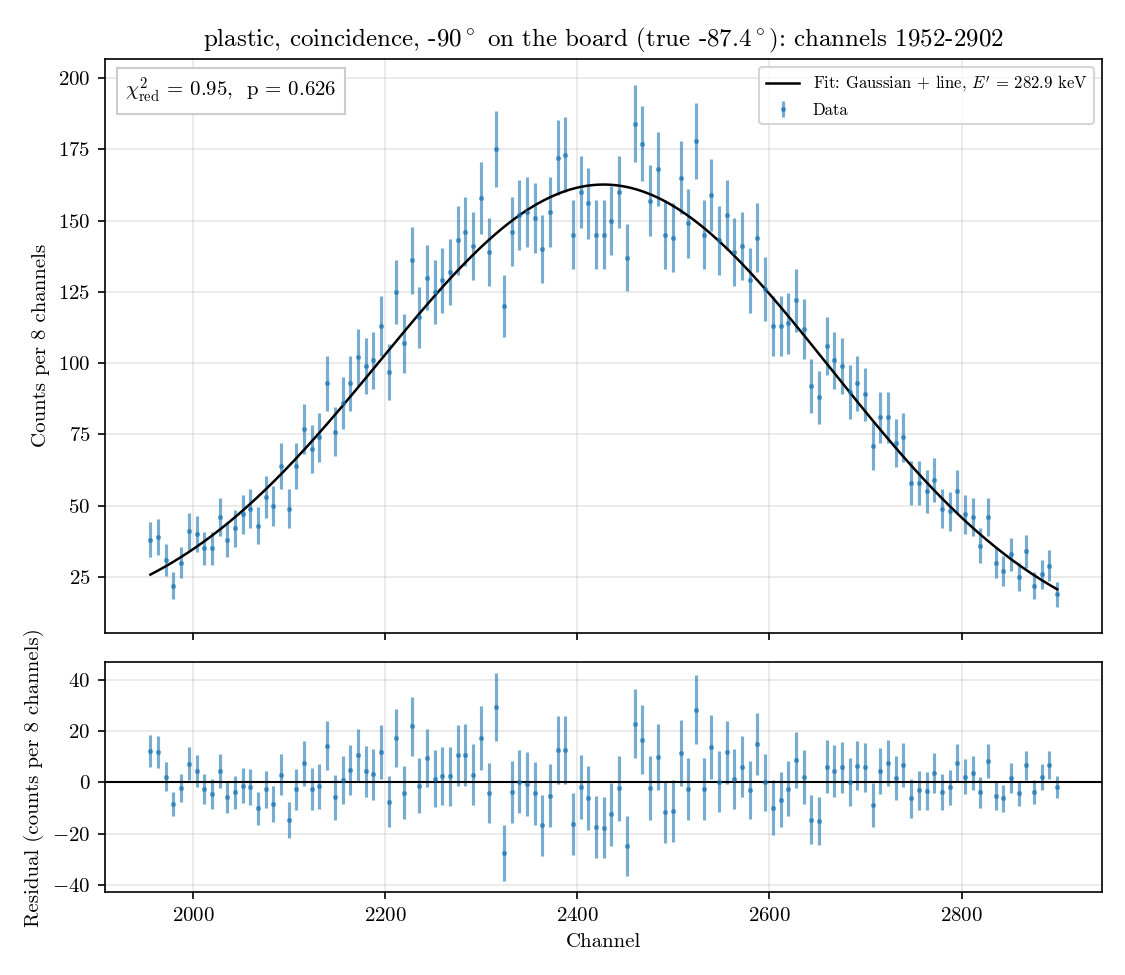 plastic, coincidence, -90° on the board (true -87.4°): channels 1952-2902
χ²red = 0.95, p = 0.626
Fit: Gaussian + line, E′ = 282.9 keV
Data
Counts per 8 channels
200
175
150
125
100
75
50
25
Residual (counts per 8 channels)
40
20
0
−20
−40
2000
2200
2400
2600
2800
Channel